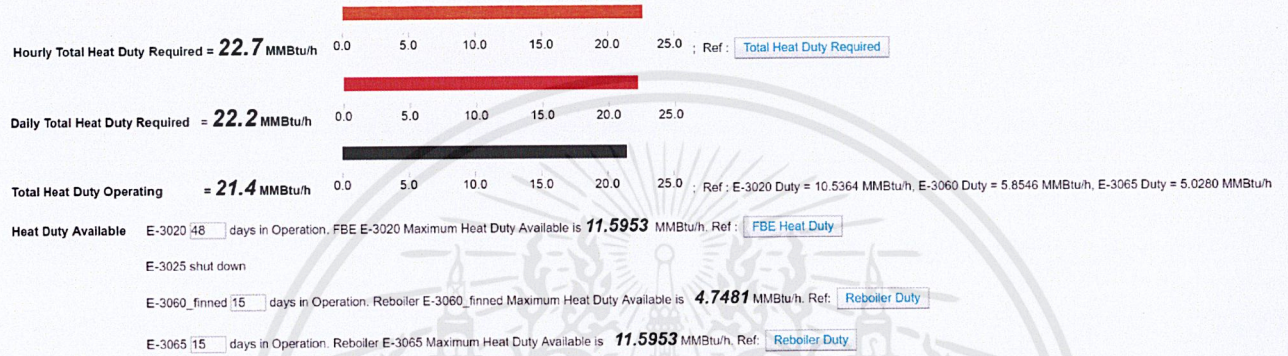 Hourly Total Heat Duty Required = 22.7 MMBtu/h 0.0 5.0 10.0 15.0 20.0 25.0 ; Ref : Total Heat Duty Required
Daily Total Heat Duty Required = 22.2 MMBtu/h 0.0 5.0 10.0 15.0 20.0 25.0
Total Heat Duty Operating = 21.4 MMBtu/h 0.0 5.0 10.0 15.0 20.0 25.0 ; Ref : E-3020 Duty = 10.5364 MMBtu/h, E-3060 Duty = 5.8546 MMBtu/h, E-3065 Duty = 5.0280 MMBtu/h
Heat Duty Available E-3020 48 days in Operation. FBE E-3020 Maximum Heat Duty Available is 11.5953 MMBtu/h. Ref : FBE Heat Duty
E-3025 shut down
E-3060_finned 15 days in Operation. Reboiler E-3060_finned Maximum Heat Duty Available is 4.7481 MMBtu/h. Ref: Reboiler Duty
E-3065 15 days in Operation. Reboiler E-3065 Maximum Heat Duty Available is 11.5953 MMBtu/h. Ref: Reboiler Duty